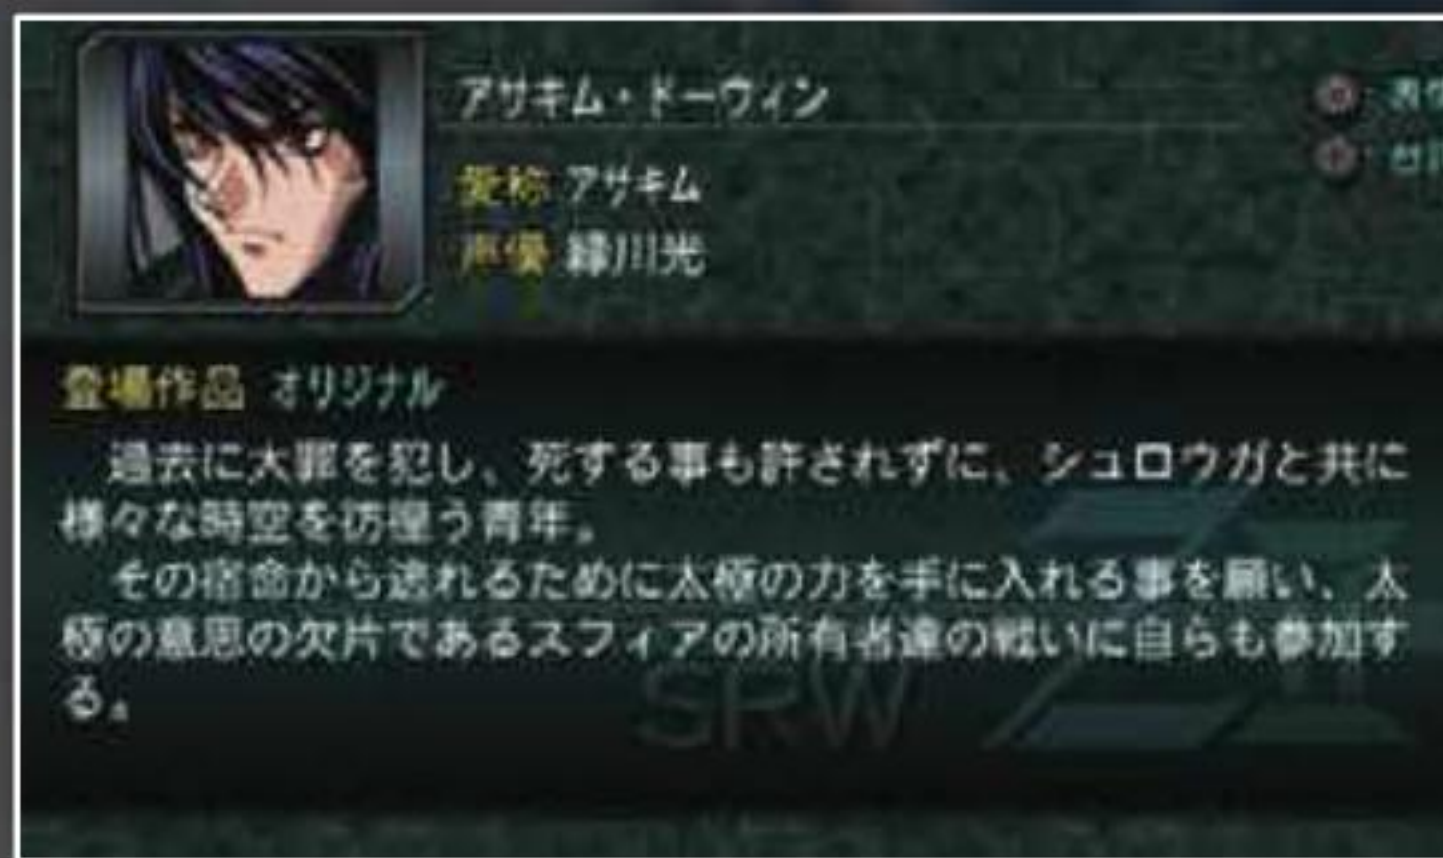 アサキム・ドーウィン
愛称 アサキム
声優 緑川光
登場作品 オリジナル
過去に大罪を犯し、死する事も許されずに、シュロウガと共に
様々な時空を彷徨う青年。
その宿命から逃れるために太極の力を手に入れる事を願い、太
極の意思の欠片であるスフィアの所有者達の戦いに自らも参加す
る。
SRW